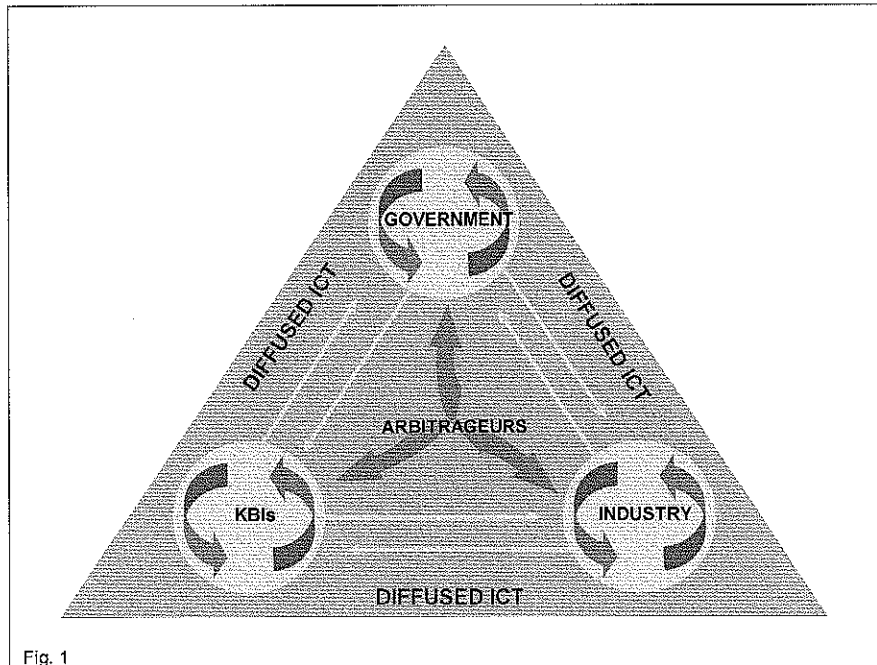 GOVERNMENT
DIFFUSED ICT
DIFFUSED ICT
ARBITRAGEURS
KBIs
INDUSTRY
DIFFUSED ICT
Fig. 1